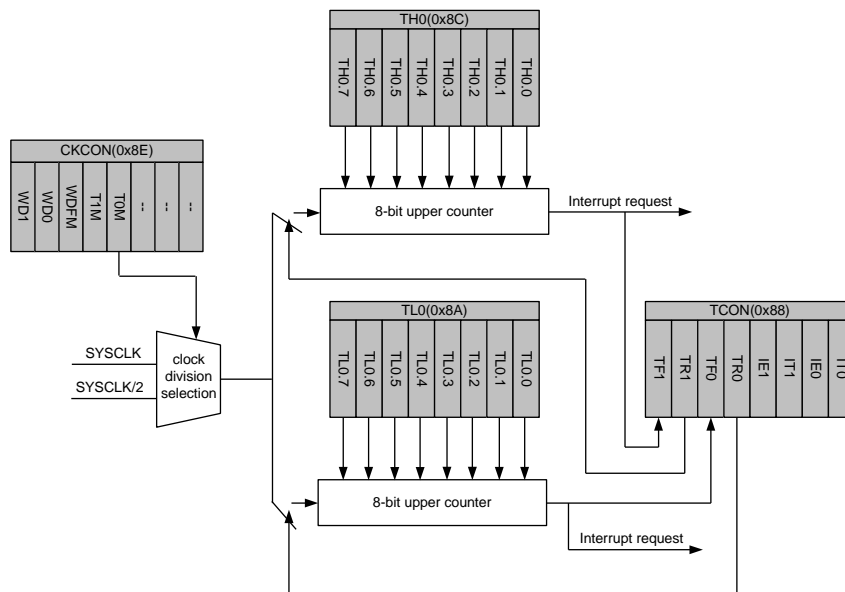 TH0(0x8C)
TH0.7
TH0.6
TH0.5
TH0.4
TH0.3
TH0.2
TH0.1
TH0.0
CKCON(0x8E)
WD1
WD0
WDFM
T1M
T0M
--
--
--
8-bit upper counter
Interrupt request
TL0(0x8A)
TL0.7
TL0.6
TL0.5
TL0.4
TL0.3
TL0.2
TL0.1
TL0.0
TCON(0x88)
TF1
TR1
TF0
TR0
IE1
IT1
IE0
IT0
SYSCLK
SYSCLK/2
clock
division
selection
8-bit upper counter
Interrupt request